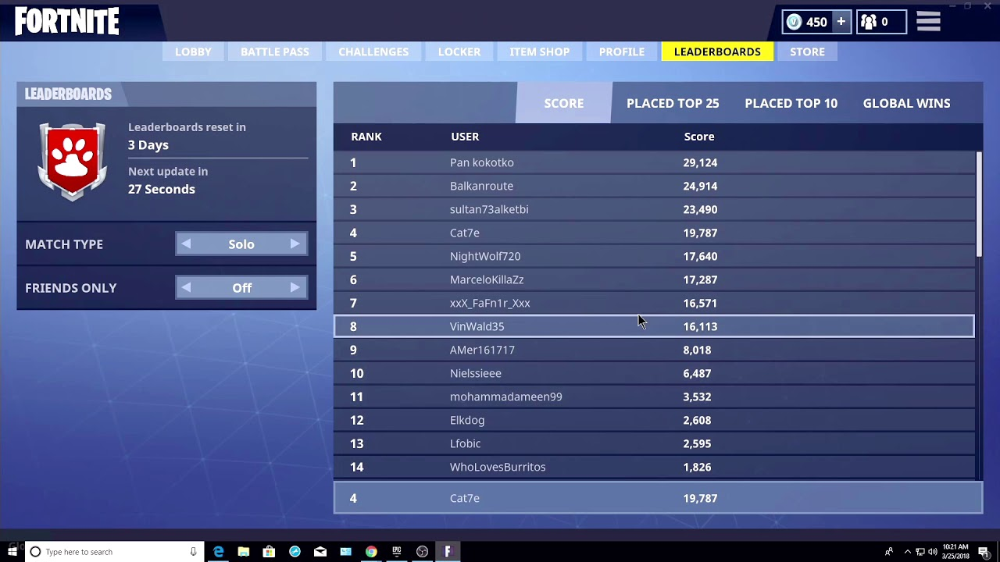 FORTNITE
450 +
0
LOBBY BATTLE PASS CHALLENGES LOCKER ITEM SHOP PROFILE LEADERBOARDS STORE
LEADERBOARDS
Leaderboards reset in
3 Days
Next update in
27 Seconds
MATCH TYPE Solo
FRIENDS ONLY Off
SCORE PLACED TOP 25 PLACED TOP 10 GLOBAL WINS
RANK USER Score
1 Pan kokotko 29,124
2 Balkanroute 24,914
3 sultan73alketbi 23,490
4 Cat7e 19,787
5 NightWolf720 17,640
6 MarceloKillaZz 17,287
7 xxX_FaFn1r_Xxx 16,571
8 VinWald35 16,113
9 AMer161717 8,018
10 Nielssieee 6,487
11 mohammadameen99 3,532
12 Elkdog 2,608
13 Lfobic 2,595
14 WhoLovesBurritos 1,826
4 Cat7e 19,787
Type here to search
EPIC
F
10:21 AM
3/25/2018
1